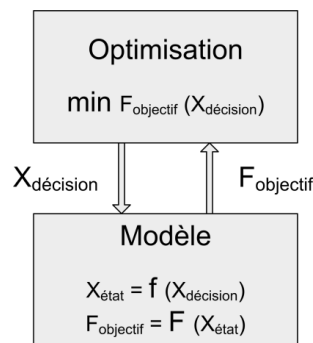 Optimisation
min Fobjectif (Xdécision)
Xdécision
Fobjectif
Modèle
Xétat = f (Xdécision)
Fobjectif = F (Xétat)